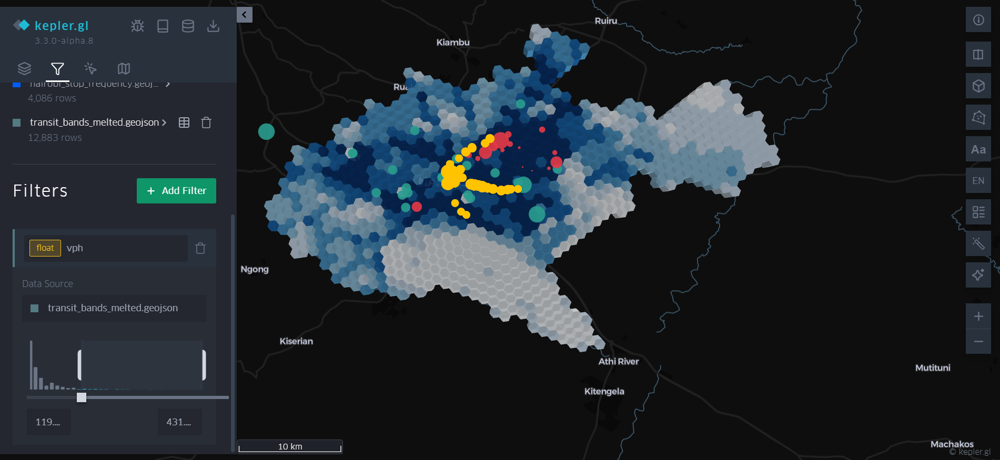 kepler.gl
3.3.0-alpha.8
nairobi_stop_frequency.geoj...
4,086 rows
transit_bands_melted.geojson
12,883 rows
Filters
+ Add Filter
float vph
Data Source
transit_bands_melted.geojson
119....
431....
Ruiru
Kiambu
Ngong
Kiserian
Athi River
Kitengela
Mutituni
Machakos
10 km
© kepler.gl
Aa
EN